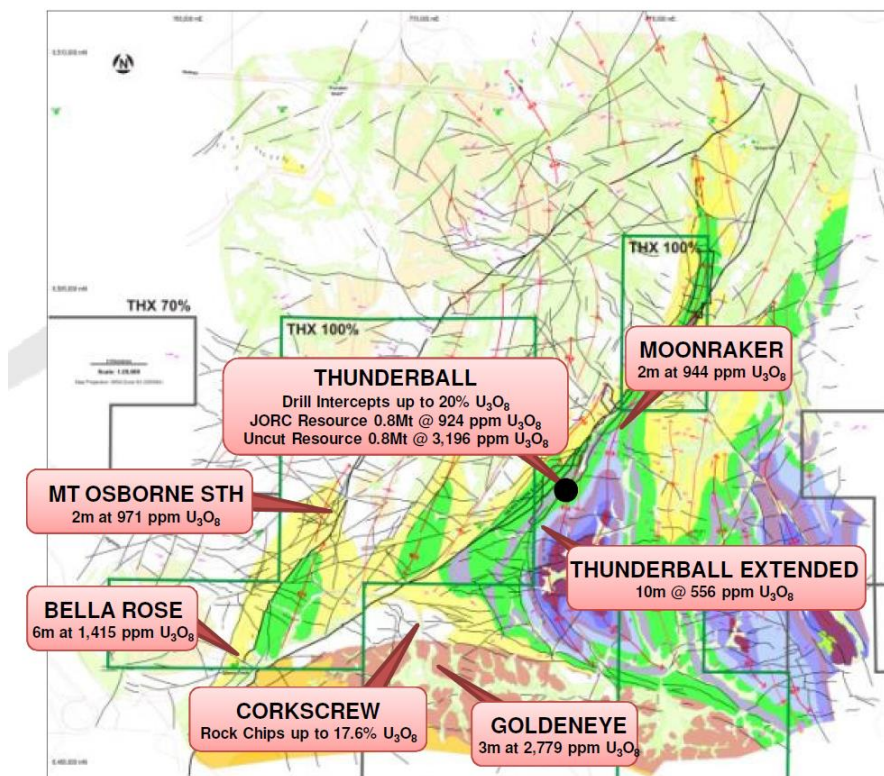 N
THX 100%
THX 70%
THX 100%
MOONRAKER
2m at 944 ppm U₃O₈
THUNDERBALL
Drill Intercepts up to 20% U₃O₈
JORC Resource 0.8Mt @ 924 ppm U₃O₈
Uncut Resource 0.8Mt @ 3,196 ppm U₃O₈
MT OSBORNE STH
2m at 971 ppm U₃O₈
THUNDERBALL EXTENDED
10m @ 556 ppm U₃O₈
BELLA ROSE
6m at 1,415 ppm U₃O₈
CORKSCREW
Rock Chips up to 17.6% U₃O₈
GOLDENEYE
3m at 2,779 ppm U₃O₈